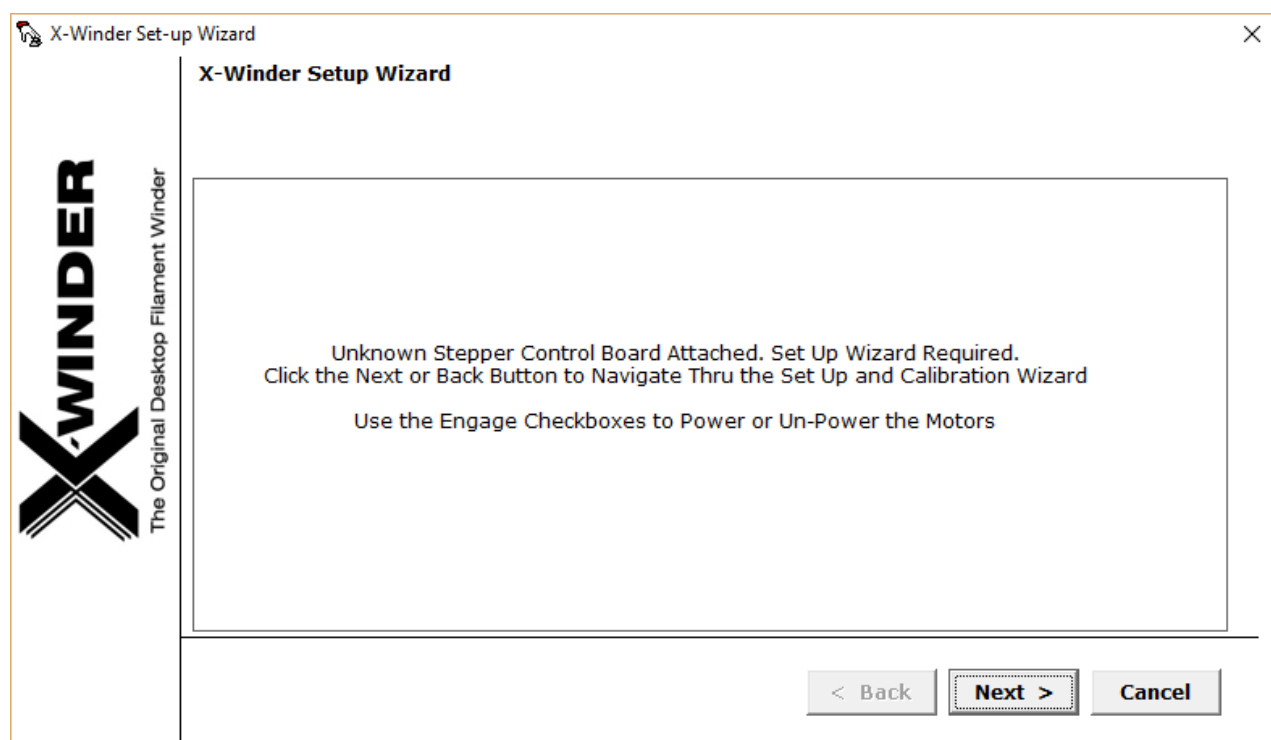 X-Winder Set-up Wizard
X-Winder Setup Wizard
X-WINDER
The Original Desktop Filament Winder
Unknown Stepper Control Board Attached. Set Up Wizard Required.
Click the Next or Back Button to Navigate Thru the Set Up and Calibration Wizard
Use the Engage Checkboxes to Power or Un-Power the Motors
< Back
Next >
Cancel